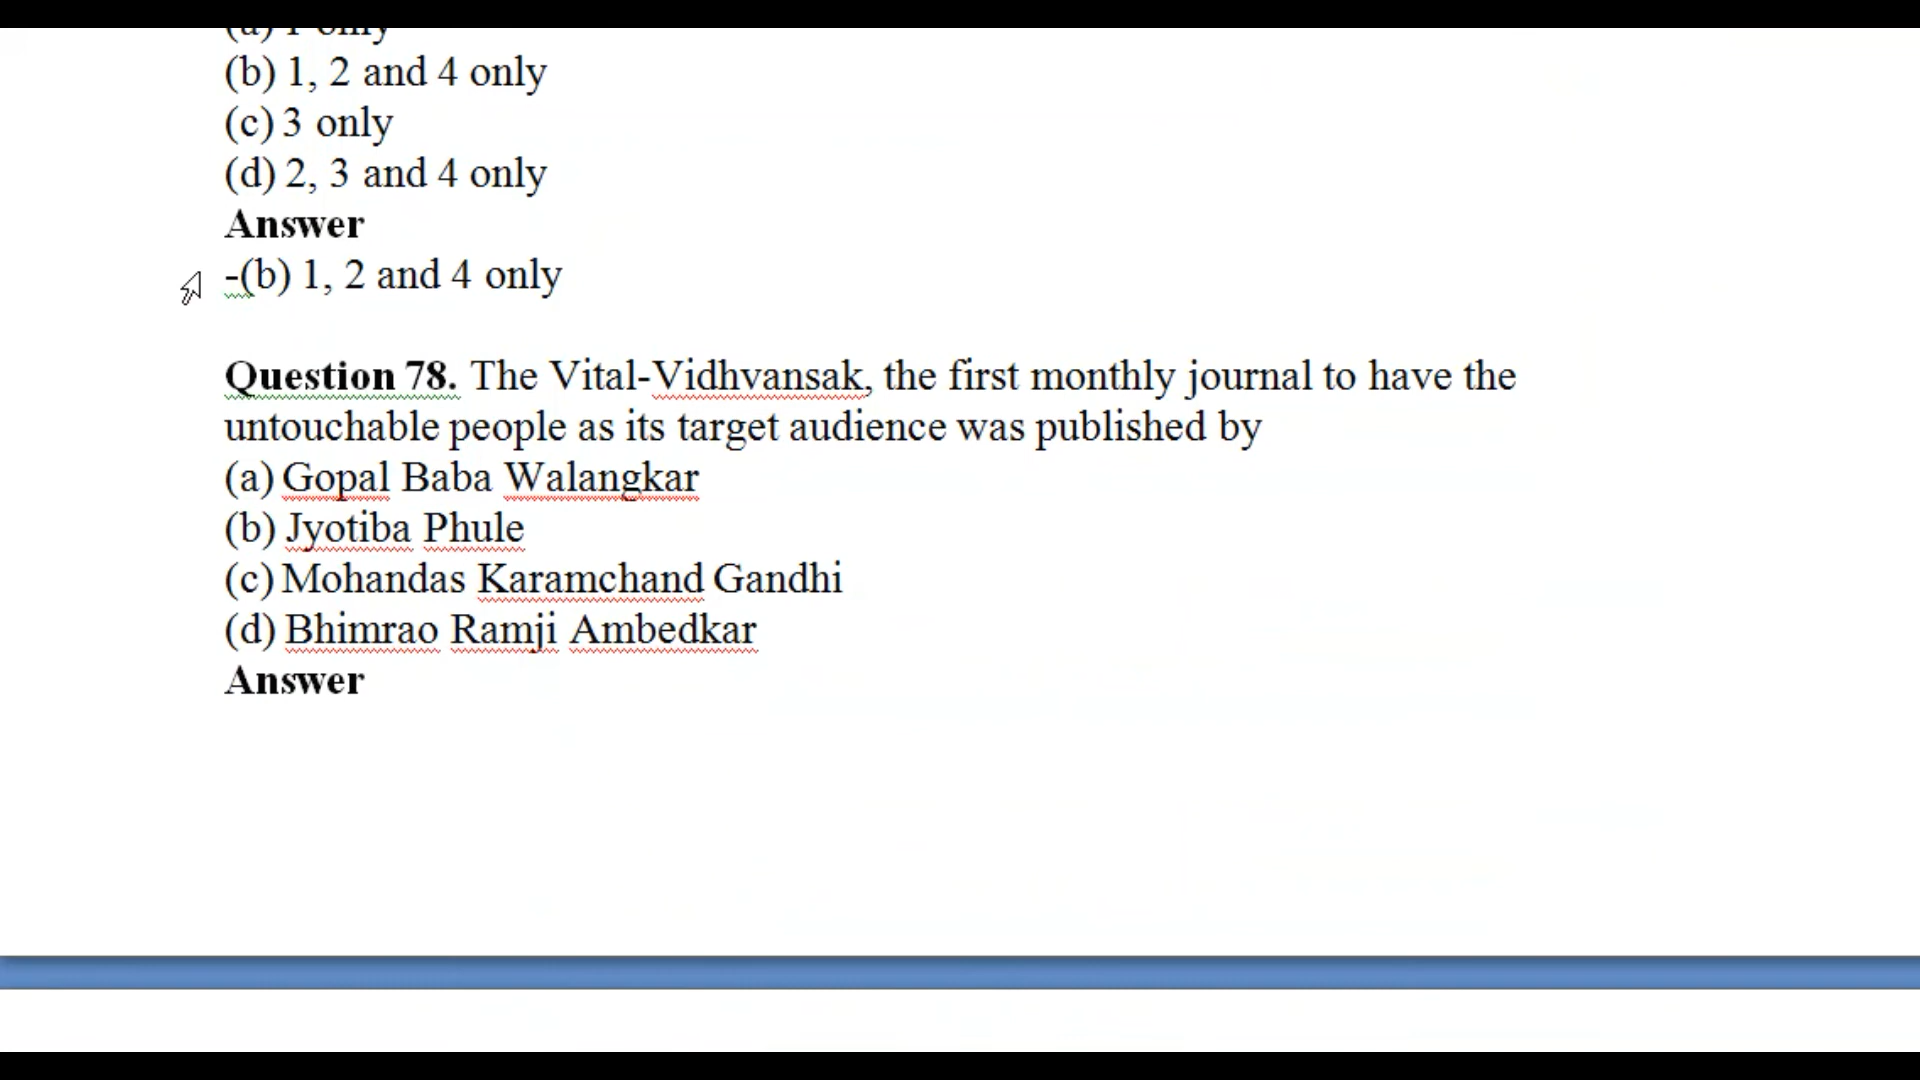 (a) 1 only
(b) 1, 2 and 4 only
(c) 3 only
(d) 2, 3 and 4 only
Answer
-(b) 1, 2 and 4 only
Question 78. The Vital-Vidhvansak, the first monthly journal to have the
untouchable people as its target audience was published by
(a) Gopal Baba Walangkar
(b) Jyotiba Phule
(c) Mohandas Karamchand Gandhi
(d) Bhimrao Ramji Ambedkar
Answer